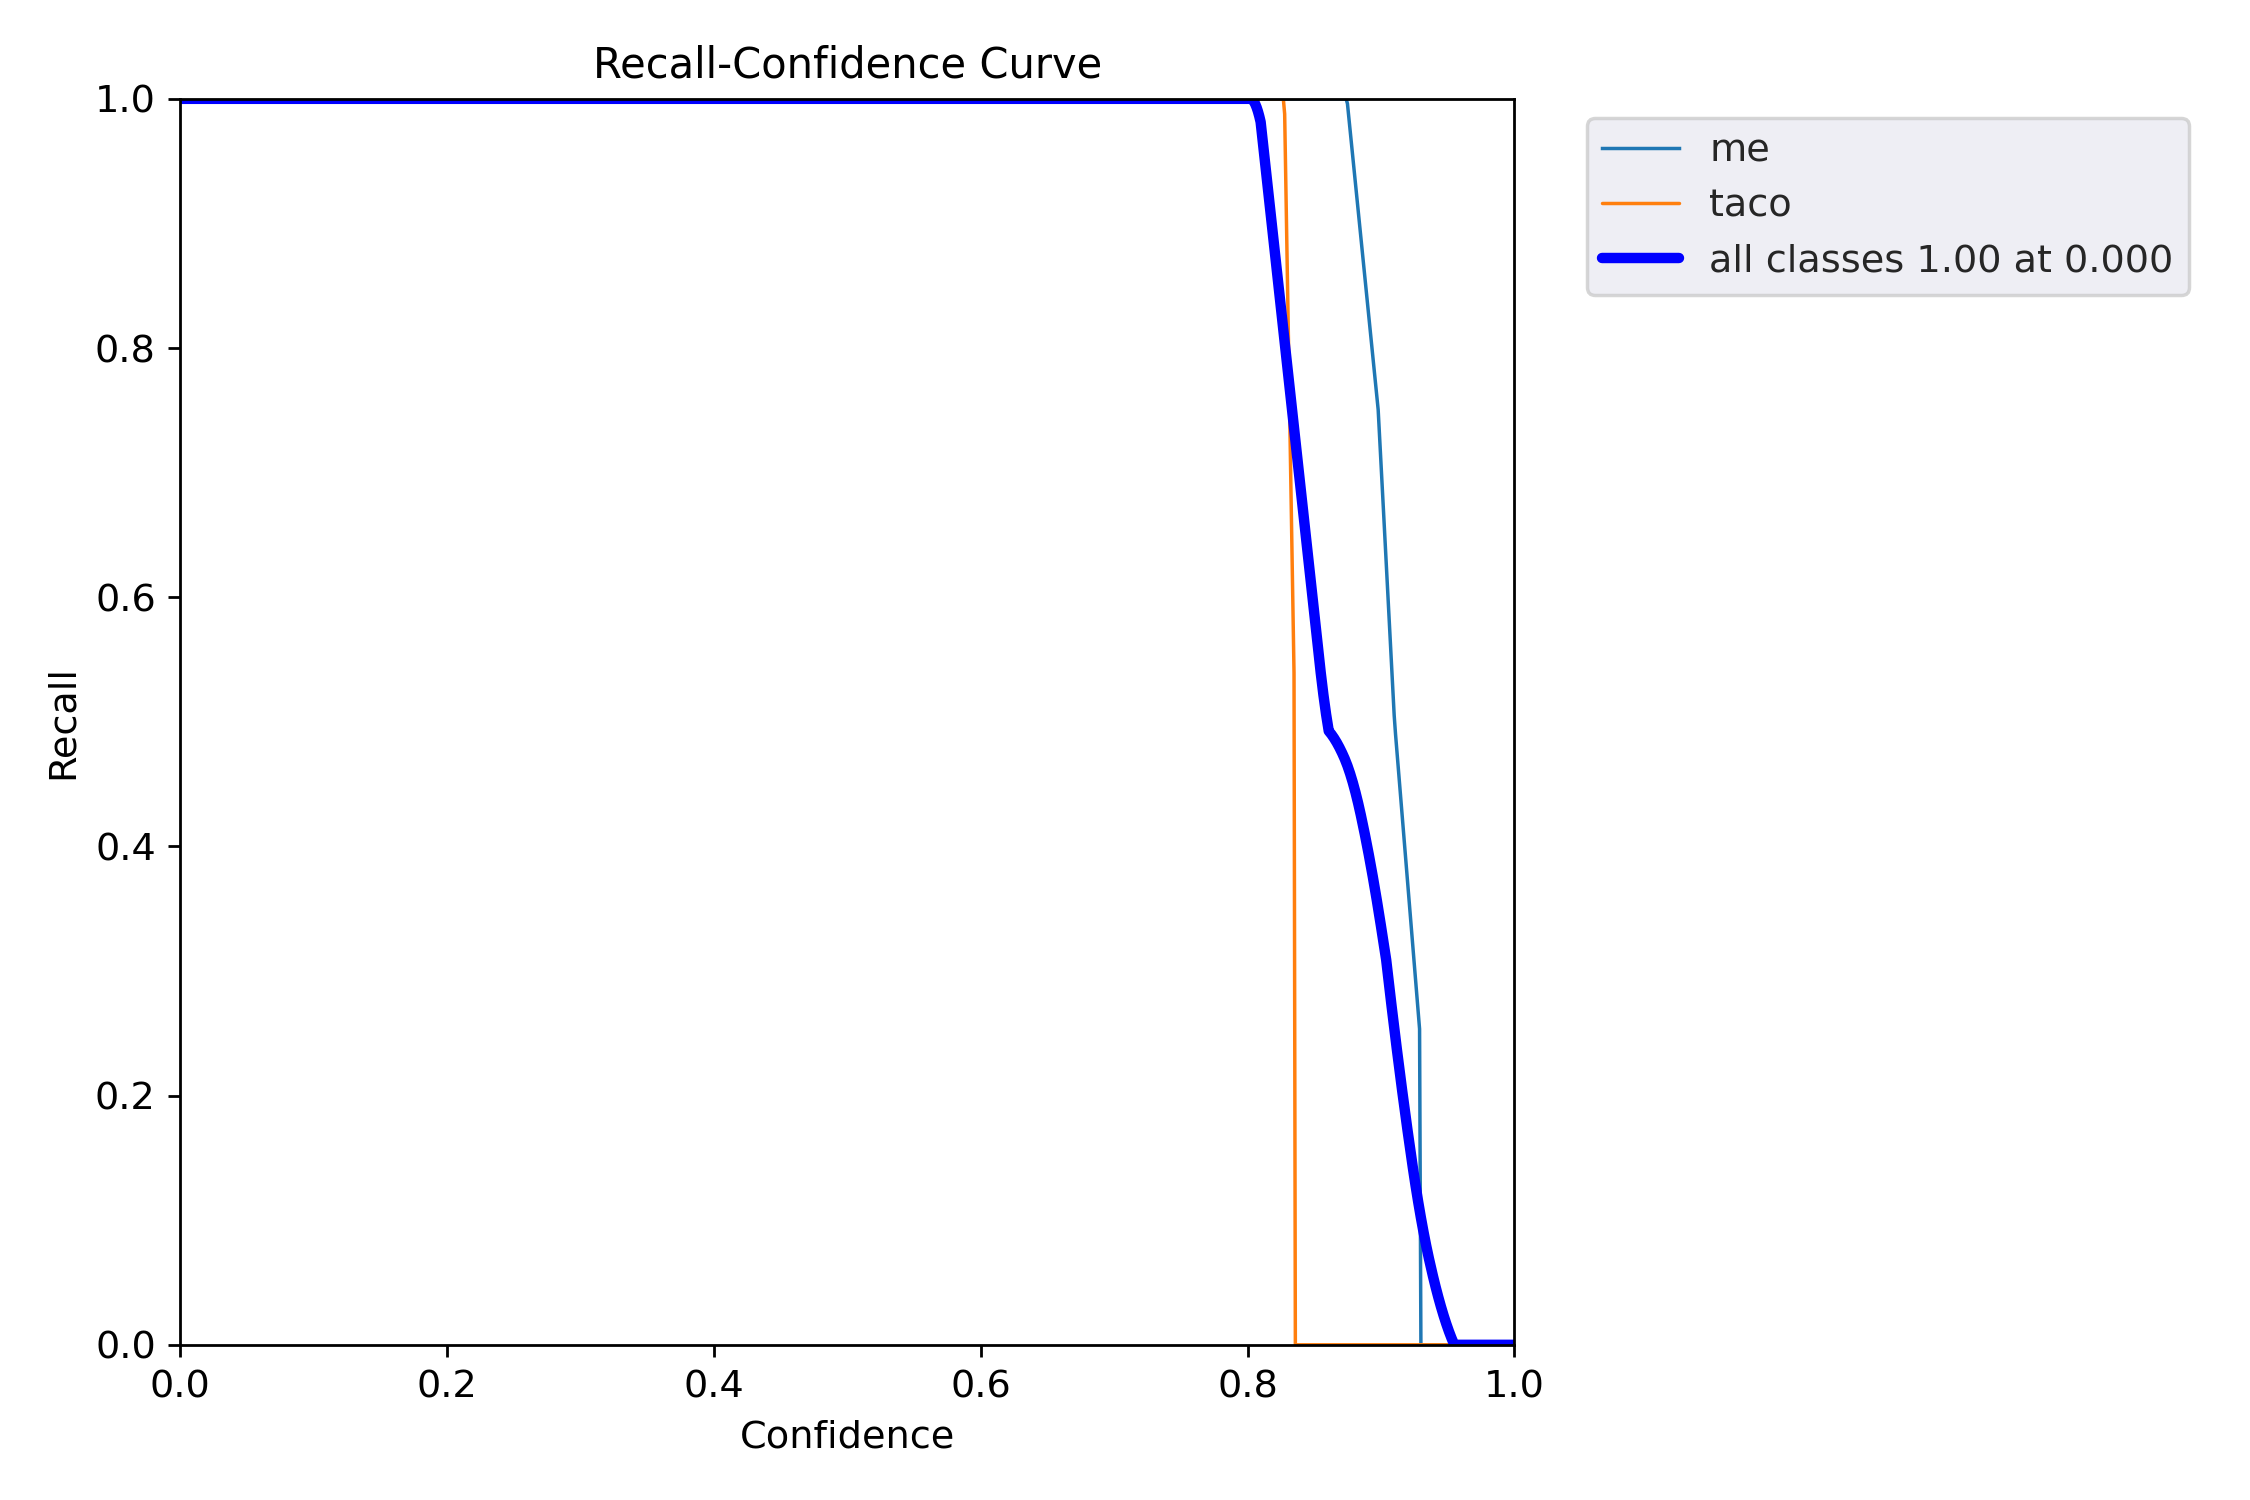 Recall-Confidence Curve
1.0
0.8
0.6
0.4
0.2
0.0
Recall
0.0 0.2 0.4 0.6 0.8 1.0
Confidence
me
taco
all classes 1.00 at 0.000